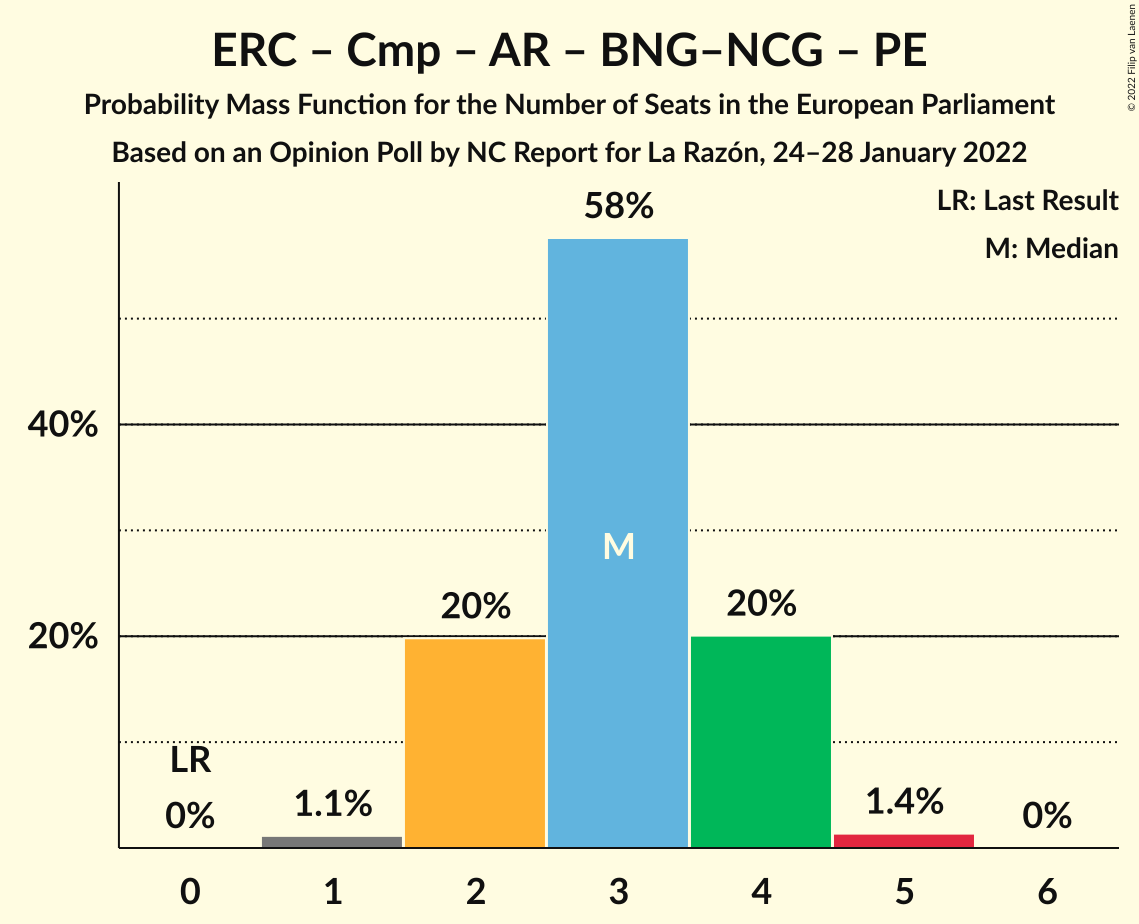 ERC – Cmp – AR – BNG–NCG – PE
Probability Mass Function for the Number of Seats in the European Parliament
Based on an Opinion Poll by NC Report for La Razón, 24–28 January 2022
© 2022 Filip van Laenen
LR: Last Result
M: Median
58%
40%
M
20%
20%
20%
LR
0%
1.1%
1.4%
0%
0 1 2 3 4 5 6